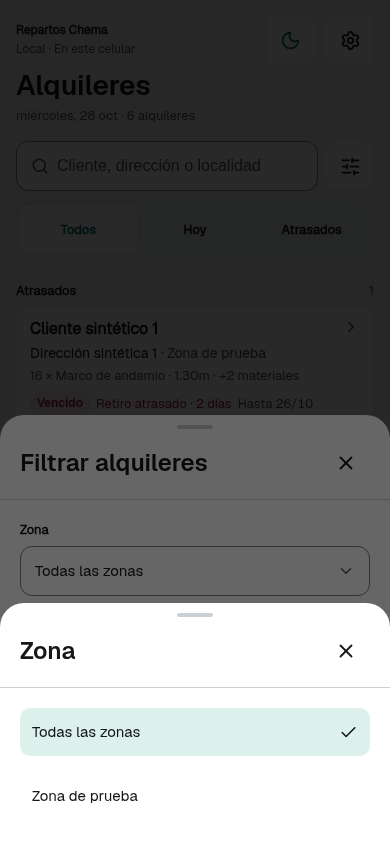 Repartos Chema
Local · En este celular
Alquileres
miércoles, 28 oct · 6 alquileres
Cliente, dirección o localidad
Todos
Hoy
Atrasados
Atrasados
1
Cliente sintético 1
Dirección sintética 1 · Zona de prueba
16 × Marco de andamio · 1.30m · +2 materiales
Vencido Retiro atrasado · 2 días Hasta 26/10
Filtrar alquileres
Zona
Todas las zonas
Zona
Todas las zonas
Zona de prueba